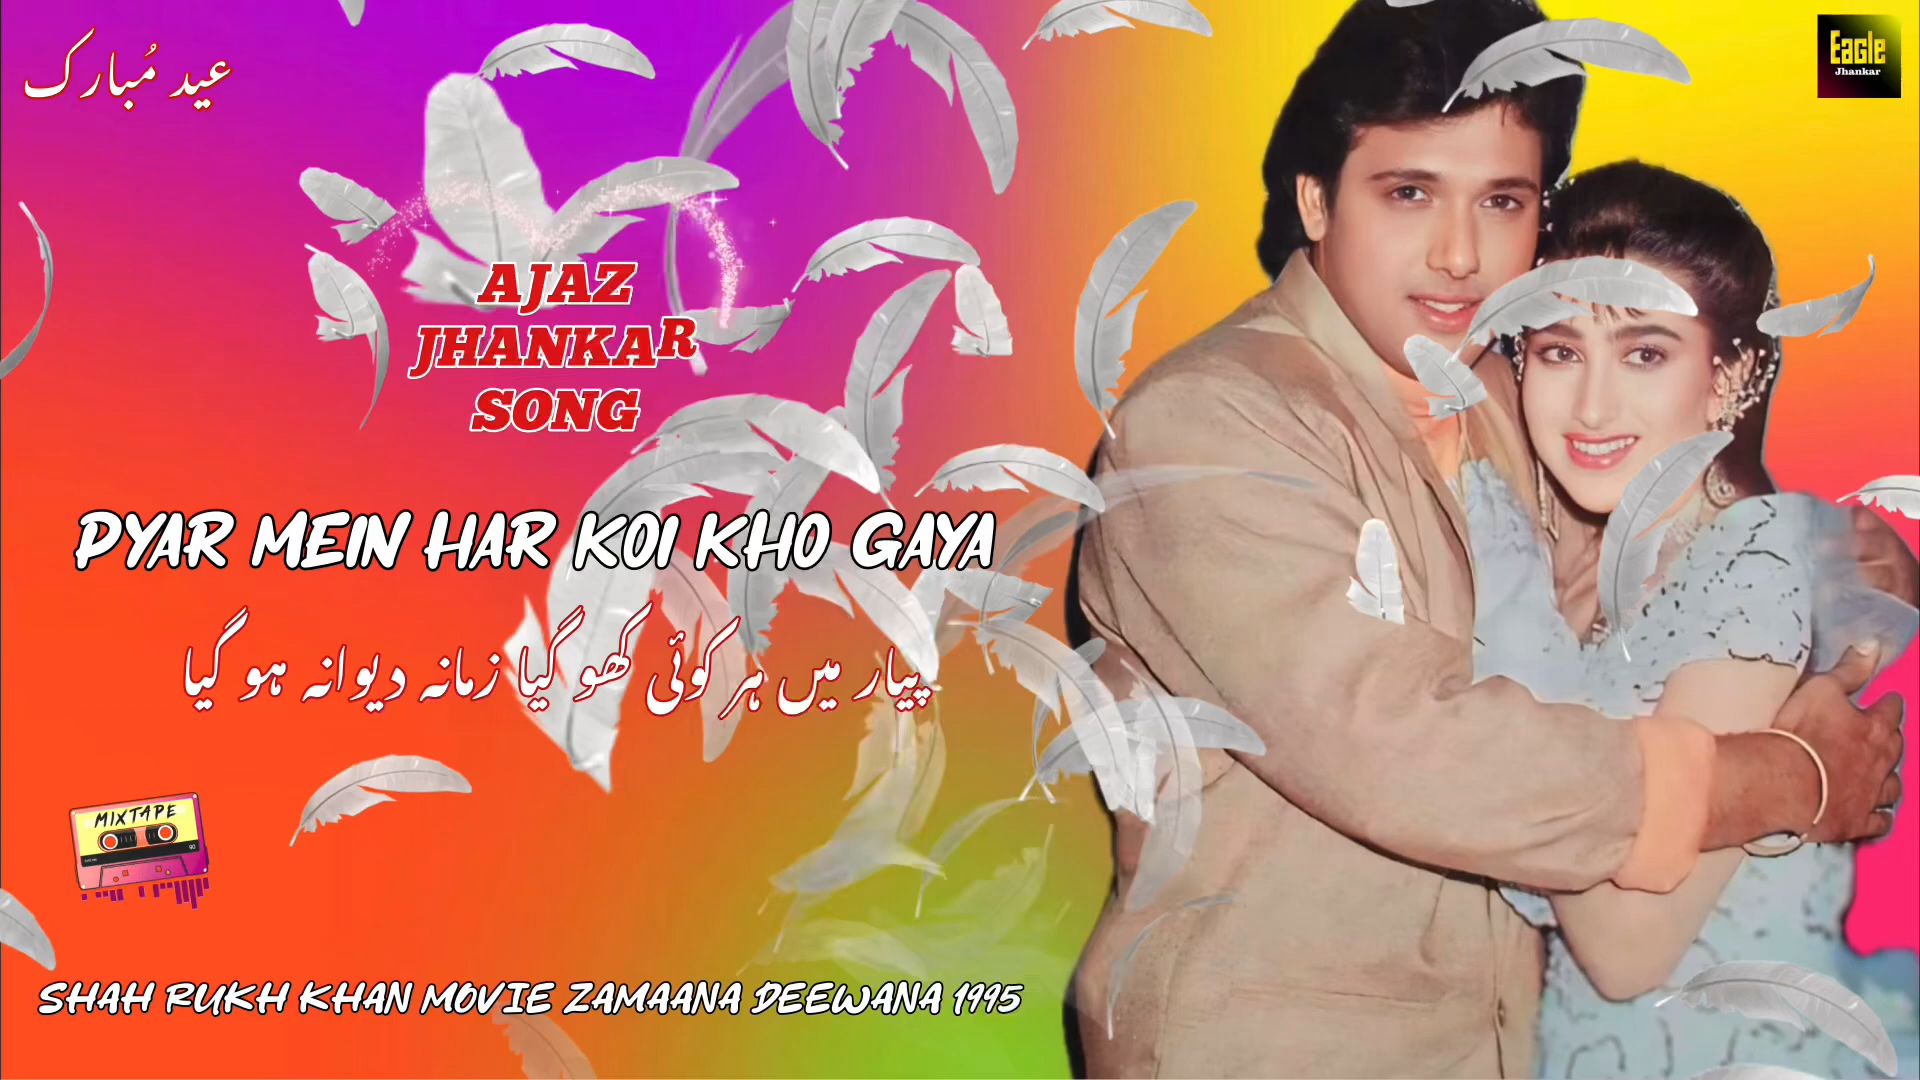 عید مُبارک
Eagle
Jhankar
AJAZ
JHANKAR
SONG
PYAR MEIN HAR KOI KHO GAYA
پیار میں ہر کوئی کھو گیا زمانہ دیوانہ ہو گیا
MIXTAPE
90
SHAH RUKH KHAN MOVIE ZAMAANA DEEWANA 1995